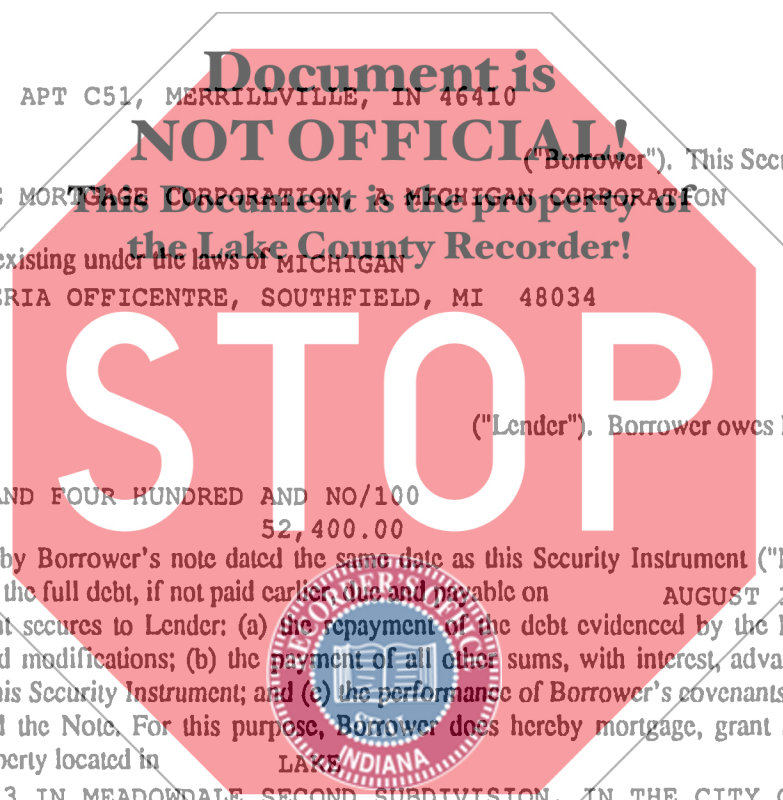 Document is
APT C51, MERRILLVILLE, IN 46410
NOT OFFICIAL!
("Borrower"). This Secu
MORTGAGE CORPORATION, A MICHIGAN CORPORATION
This Document is the property of
the Lake County Recorder!
existing under the laws of MICHIGAN
ERIA OFFICENTRE, SOUTHFIELD, MI 48034
STOP
("Lender"). Borrower owes
AND FOUR HUNDRED AND NO/100
52,400.00
by Borrower's note dated the same date as this Security Instrument ("N
the full debt, if not paid earlier, due and payable on AUGUST
secures to Lender: (a) the repayment of the debt evidenced by the
modifications; (b) the payment of all other sums, with interest, adva
his Security Instrument; and (c) the performance of Borrower's covenants
the Note. For this purpose, Borrower does hereby mortgage, grant
perty located in LAKE
RECORDER'S OFFICE
INDIANA
3 IN MEADOWDALE SECOND SUBDIVISION, IN THE CITY